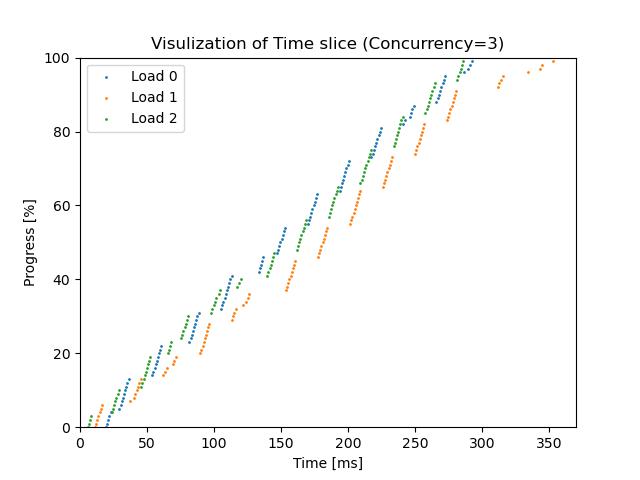 Visulization of Time slice (Concurrency=3)
Load 0
Load 1
Load 2
100
80
60
40
20
0
Progress [%]
0 50 100 150 200 250 300 350
Time [ms]